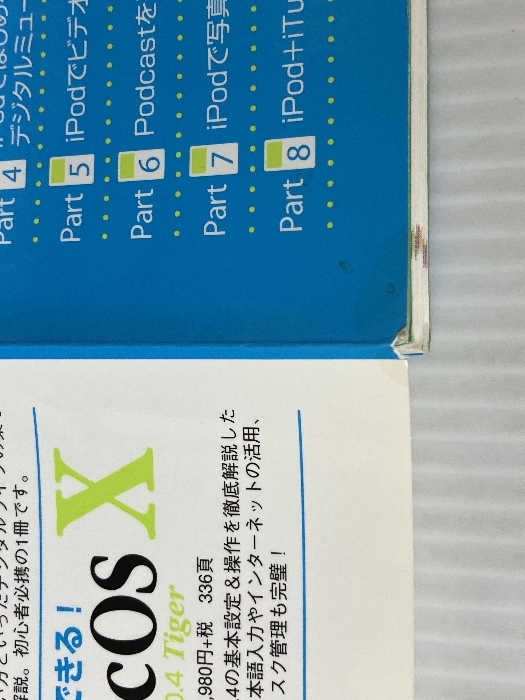 Part 4
デジタルミュー
Part 5 iPodでビデオ
Part 6 Podcastを
Part 7 iPodで写真
Part 8 iPod+iTu
解説。初心者必携の1冊です。
できる!
cOS X
0.4 Tiger
,980円+税 336頁
4の基本設定&操作を徹底解説した
本語入力やインターネットの活用、
スク管理も完璧!